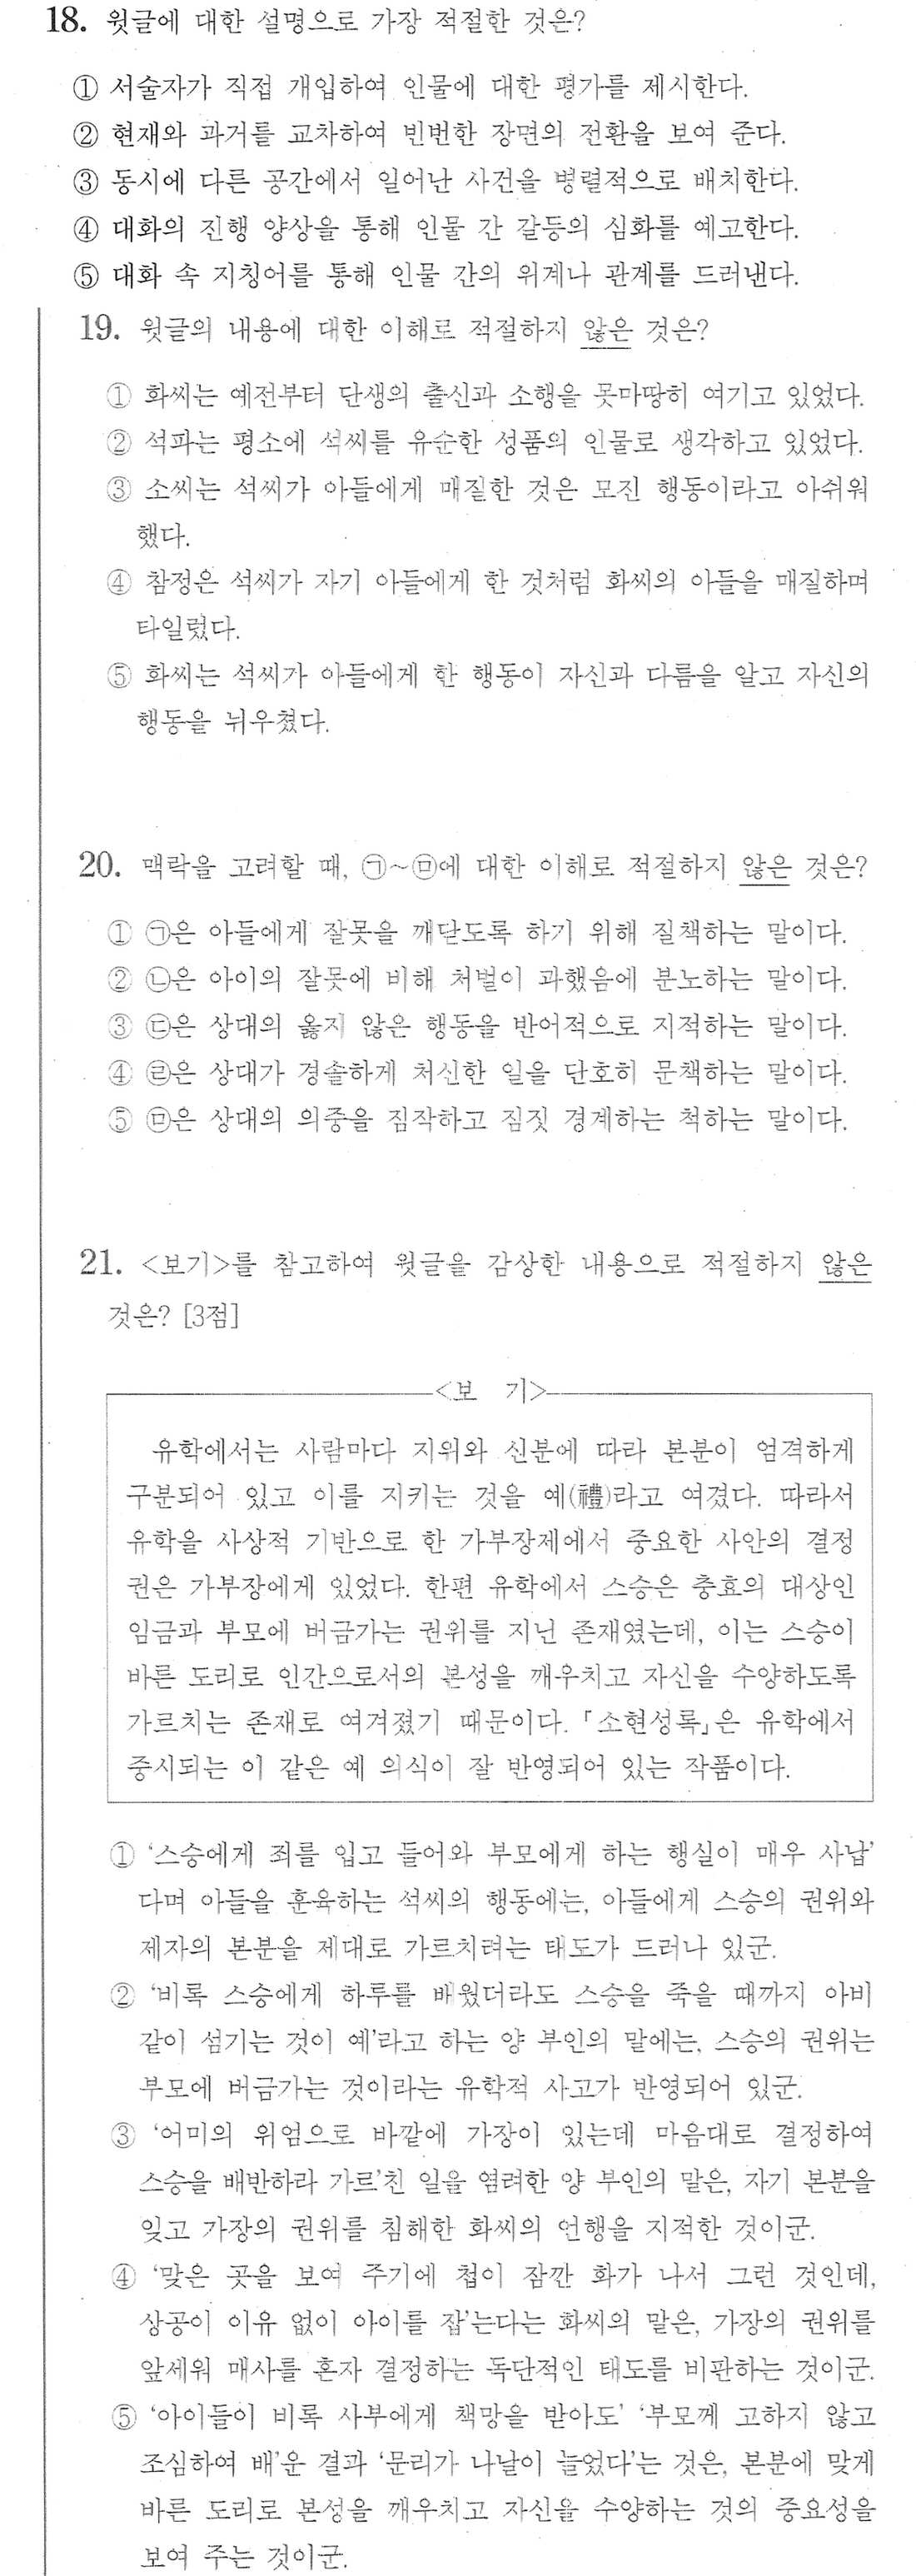 18. 윗글에 대한 설명으로 가장 적절한 것은?
① 서술자가 직접 개입하여 인물에 대한 평가를 제시한다.
② 현재와 과거를 교차하여 빈번한 장면의 전환을 보여 준다.
③ 동시에 다른 공간에서 일어난 사건을 병렬적으로 배치한다.
④ 대화의 진행 양상을 통해 인물 간 갈등의 심화를 예고한다.
⑤ 대화 속 지칭어를 통해 인물 간의 위계나 관계를 드러낸다.
19. 윗글의 내용에 대한 이해로 적절하지 않은 것은?
① 화씨는 예전부터 단생의 출신과 소행을 못마땅히 여기고 있었다.
② 석파는 평소에 석씨를 유순한 성품의 인물로 생각하고 있었다.
③ 소씨는 석씨가 아들에게 매질한 것은 모진 행동이라고 아쉬워
했다.
④ 참정은 석씨가 자기 아들에게 한 것처럼 화씨의 아들을 매질하며
타일렀다.
⑤ 화씨는 석씨가 아들에게 한 행동이 자신과 다름을 알고 자신의
행동을 뉘우쳤다.
20. 맥락을 고려할 때, ㉠~㉤에 대한 이해로 적절하지 않은 것은?
① ㉠은 아들에게 잘못을 깨닫도록 하기 위해 질책하는 말이다.
② ㉡은 아이의 잘못에 비해 처벌이 과했음에 분노하는 말이다.
③ ㉢은 상대의 옳지 않은 행동을 반어적으로 지적하는 말이다.
④ ㉣은 상대가 경솔하게 처신한 일을 단호히 문책하는 말이다.
⑤ ㉤은 상대의 의중을 짐작하고 짐짓 경계하는 척하는 말이다.
21. <보기>를 참고하여 윗글을 감상한 내용으로 적절하지 않은
것은? [3점]
<보 기>
유학에서는 사람마다 지위와 신분에 따라 본분이 엄격하게
구분되어 있고 이를 지키는 것을 예(禮)라고 여겼다. 따라서
유학을 사상적 기반으로 한 가부장제에서 중요한 사안의 결정
권은 가부장에게 있었다. 한편 유학에서 스승은 충효의 대상인
임금과 부모에 버금가는 권위를 지닌 존재였는데, 이는 스승이
바른 도리로 인간으로서의 본성을 깨우치고 자신을 수양하도록
가르치는 존재로 여겨졌기 때문이다. 「소현성록」은 유학에서
중시되는 이 같은 예 의식이 잘 반영되어 있는 작품이다.
① ‘스승에게 죄를 입고 들어와 부모에게 하는 행실이 매우 사납’
다며 아들을 훈육하는 석씨의 행동에는, 아들에게 스승의 권위와
제자의 본분을 제대로 가르치려는 태도가 드러나 있군.
② ‘비록 스승에게 하루를 배웠더라도 스승을 죽을 때까지 아비
같이 섬기는 것이 예’라고 하는 양 부인의 말에는, 스승의 권위는
부모에 버금가는 것이라는 유학적 사고가 반영되어 있군.
③ ‘어미의 위엄으로 바깥에 가장이 있는데 마음대로 결정하여
스승을 배반하라 가르’친 일을 염려한 양 부인의 말은, 자기 본분을
잊고 가장의 권위를 침해한 화씨의 언행을 지적한 것이군.
④ ‘맞은 곳을 보여 주기에 첩이 잠깐 화가 나서 그런 것인데,
상공이 이유 없이 아이를 잡’는다는 화씨의 말은, 가장의 권위를
앞세워 매사를 혼자 결정하는 독단적인 태도를 비판하는 것이군.
⑤ ‘아이들이 비록 사부에게 책망을 받아도’ ‘부모께 고하지 않고
조심하여 배’운 결과 ‘문리가 나날이 늘었다’는 것은, 본분에 맞게
바른 도리로 본성을 깨우치고 자신을 수양하는 것의 중요성을
보여 주는 것이군.